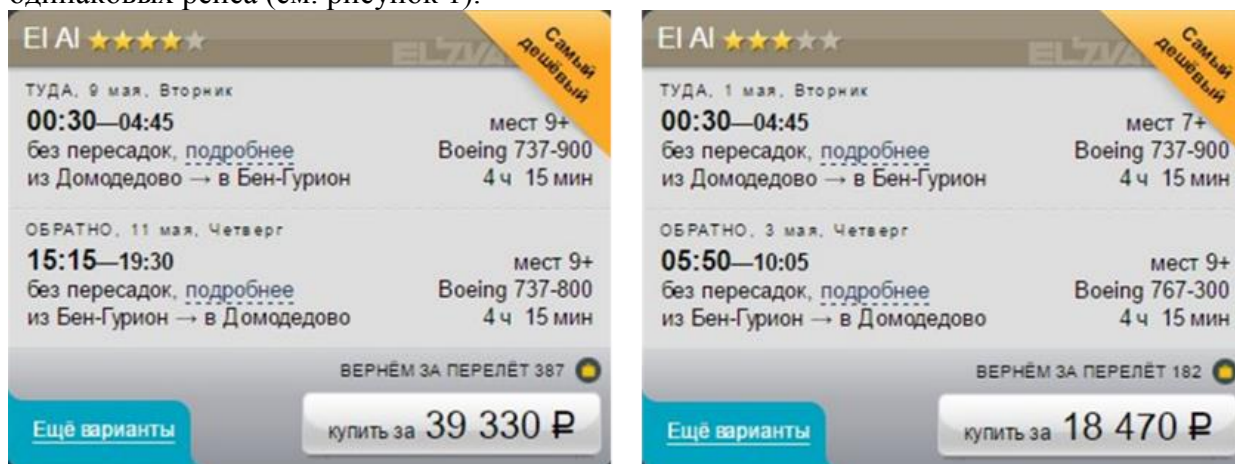 одинаковых рейса (см. рисунок 1).
El Al
Самый
дешёвый
ТУДА, 9 мая, Вторник
00:30—04:45
мест 9+
без пересадок, подробнее
Boeing 737-900
из Домодедово → в Бен-Гурион
4 ч 15 мин
ОБРАТНО, 11 мая, Четверг
15:15—19:30
мест 9+
без пересадок, подробнее
Boeing 737-800
из Бен-Гурион → в Домодедово
4 ч 15 мин
ВЕРНЁМ ЗА ПЕРЕЛЁТ 387
Ещё варианты
купить за 39 330 ₽
El Al
Самый
дешёвый
ТУДА, 1 мая, Вторник
00:30—04:45
мест 7+
без пересадок, подробнее
Boeing 737-900
из Домодедово → в Бен-Гурион
4 ч 15 мин
ОБРАТНО, 3 мая, Четверг
05:50—10:05
мест 9+
без пересадок, подробнее
Boeing 767-300
из Бен-Гурион → в Домодедово
4 ч 15 мин
ВЕРНЁМ ЗА ПЕРЕЛЁТ 182
Ещё варианты
купить за 18 470 ₽